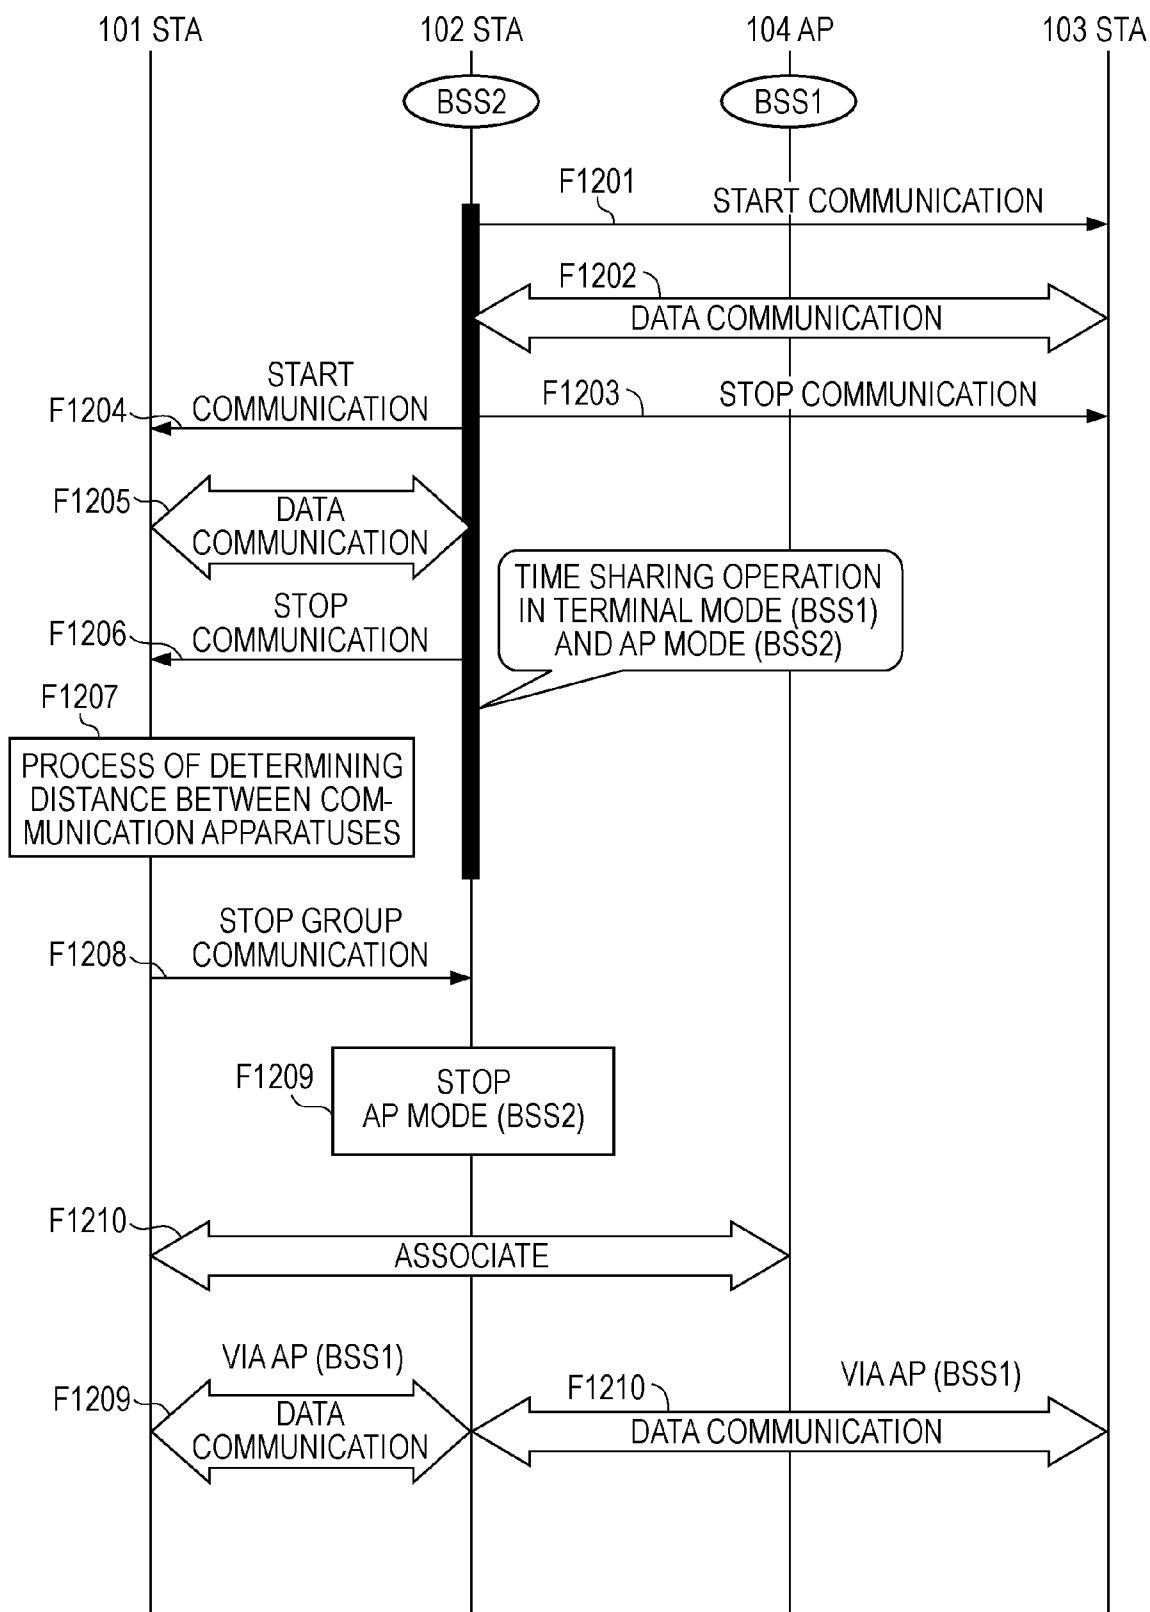 101 STA
102 STA
104 AP
103 STA
BSS2
BSS1
F1201
START COMMUNICATION
F1202
DATA COMMUNICATION
F1203
STOP COMMUNICATION
F1204
START
COMMUNICATION
F1205
DATA
COMMUNICATION
TIME SHARING OPERATION
IN TERMINAL MODE (BSS1)
AND AP MODE (BSS2)
F1206
STOP
COMMUNICATION
F1207
PROCESS OF DETERMINING
DISTANCE BETWEEN COM-
MUNICATION APPARATUSES
F1208
STOP GROUP
COMMUNICATION
F1209
STOP
AP MODE (BSS2)
F1210
ASSOCIATE
VIA AP (BSS1)
F1209
DATA
COMMUNICATION
VIA AP (BSS1)
F1210
DATA COMMUNICATION